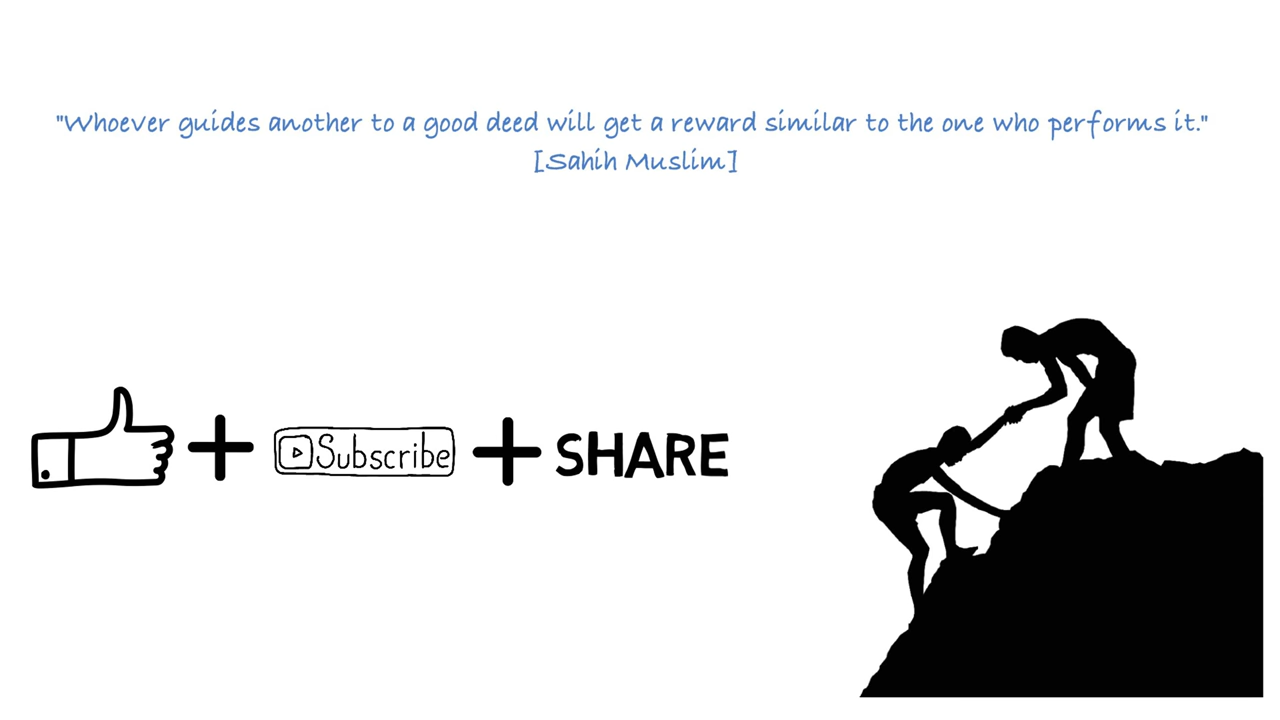 "Whoever guides another to a good deed will get a reward similar to the one who performs it."
[Sahih Muslim]
Subscribe
SHARE